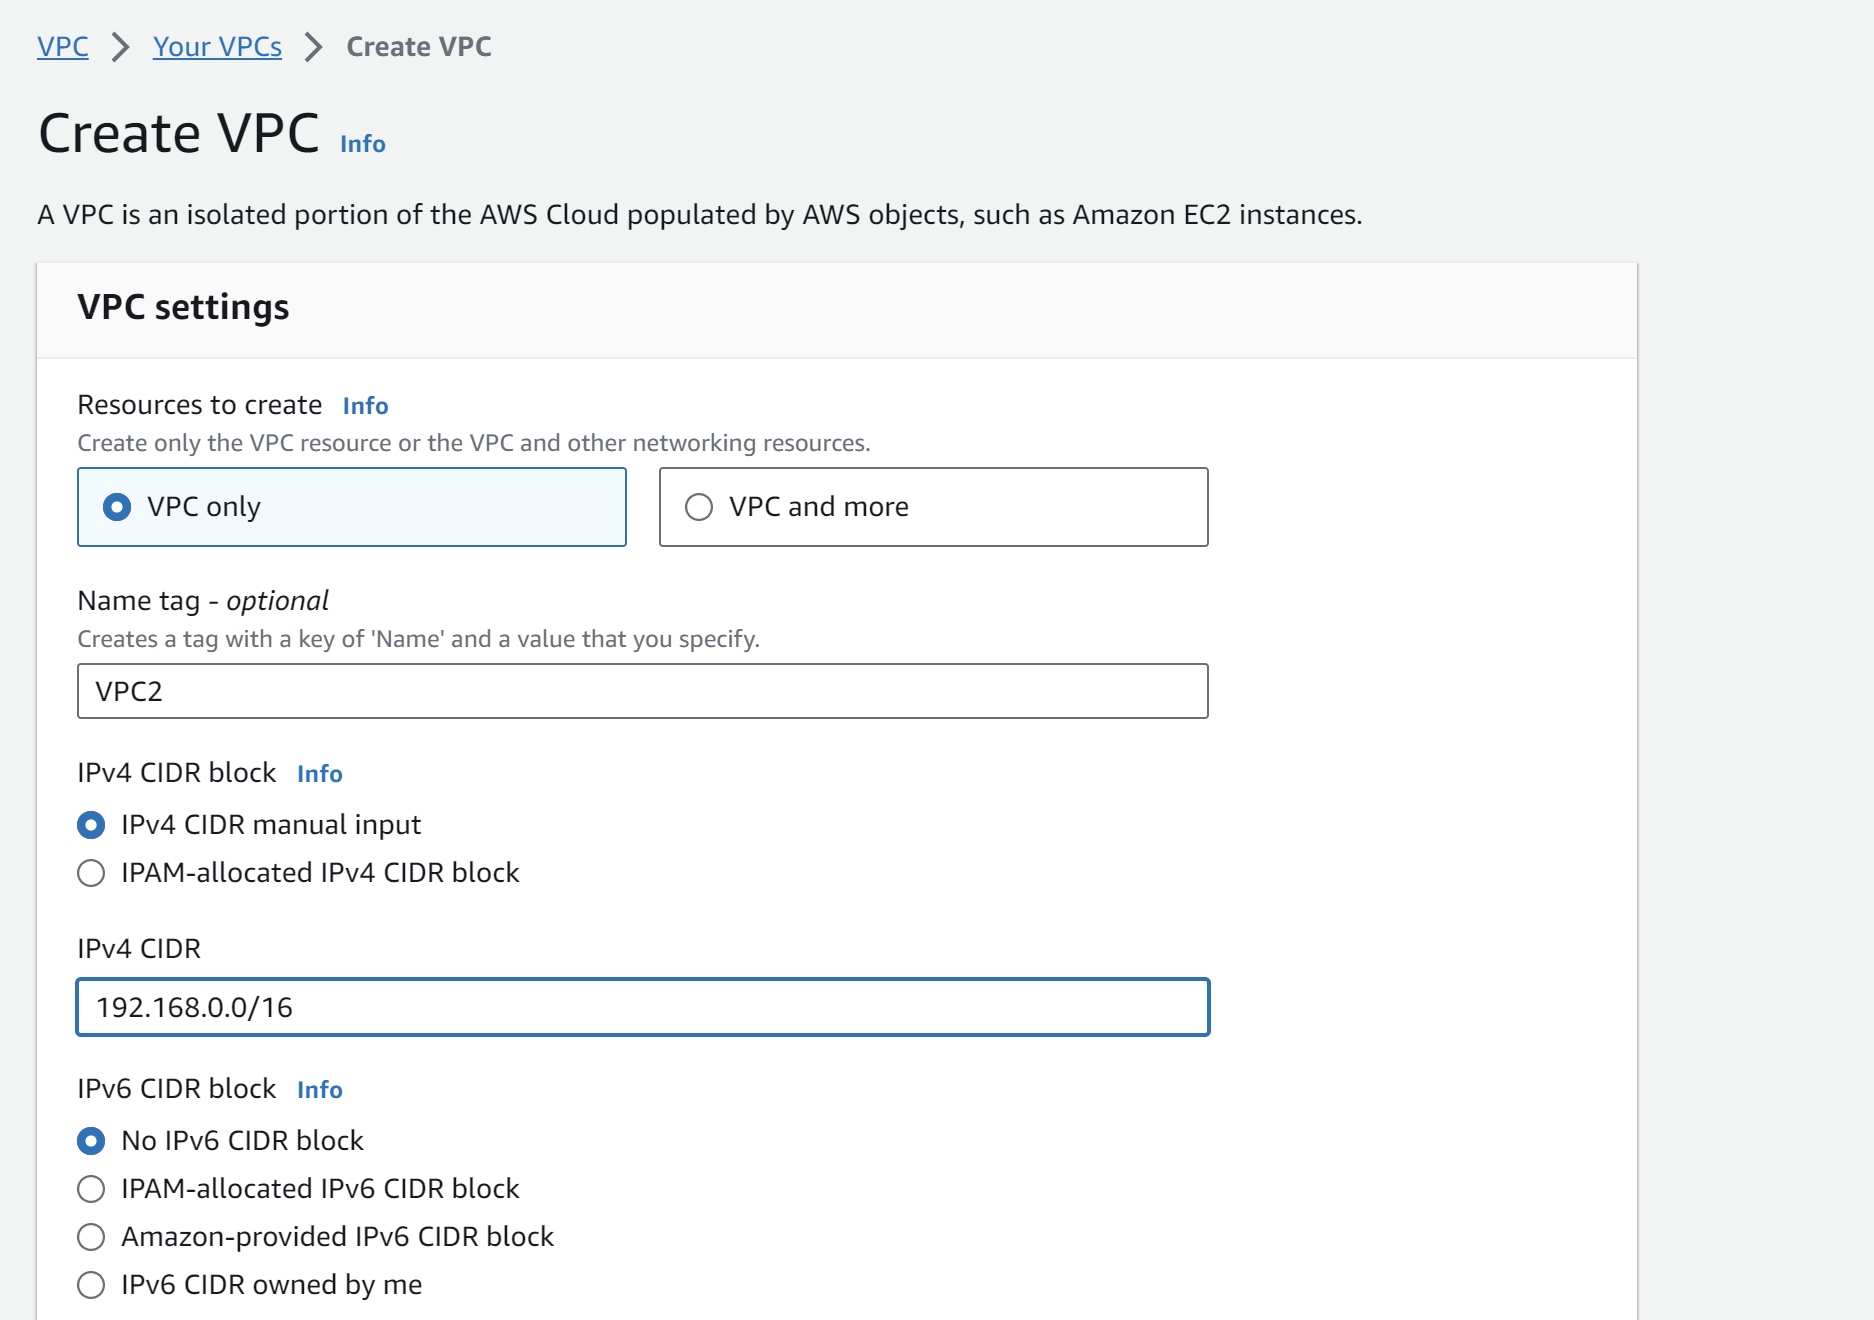 VPC > Your VPCs > Create VPC
Create VPC Info
A VPC is an isolated portion of the AWS Cloud populated by AWS objects, such as Amazon EC2 instances.
VPC settings
Resources to create Info
Create only the VPC resource or the VPC and other networking resources.
VPC only VPC and more
Name tag - optional
Creates a tag with a key of 'Name' and a value that you specify.
VPC2
IPv4 CIDR block Info
IPv4 CIDR manual input
IPAM-allocated IPv4 CIDR block
IPv4 CIDR
192.168.0.0/16
IPv6 CIDR block Info
No IPv6 CIDR block
IPAM-allocated IPv6 CIDR block
Amazon-provided IPv6 CIDR block
IPv6 CIDR owned by me